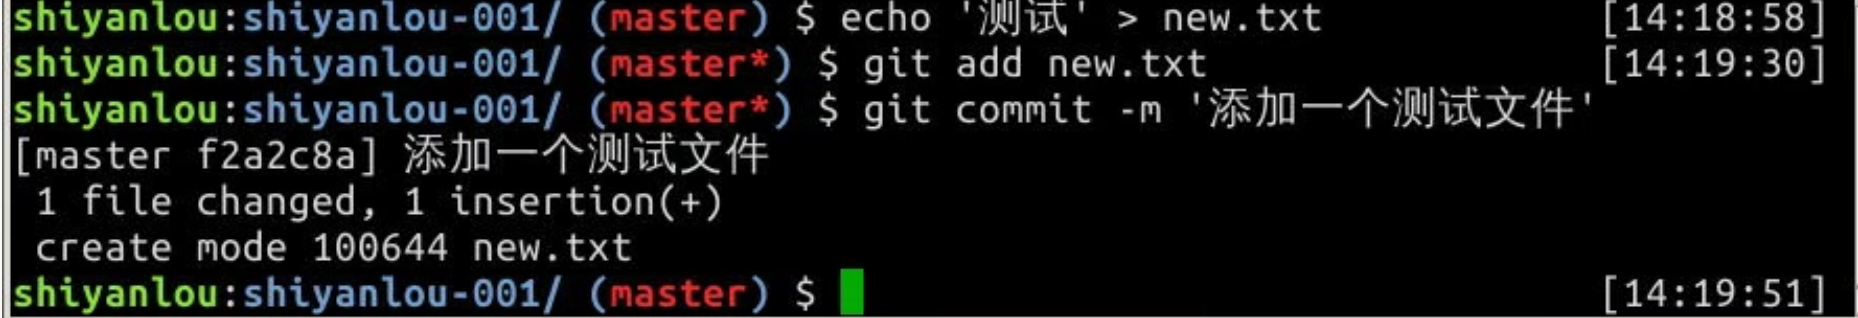 shiyanlou:shiyanlou-001/ (master) $ echo '测试' > new.txt [14:18:58]
shiyanlou:shiyanlou-001/ (master*) $ git add new.txt [14:19:30]
shiyanlou:shiyanlou-001/ (master*) $ git commit -m '添加一个测试文件'
[master f2a2c8a] 添加一个测试文件
 1 file changed, 1 insertion(+)
 create mode 100644 new.txt
shiyanlou:shiyanlou-001/ (master) $ [14:19:51]